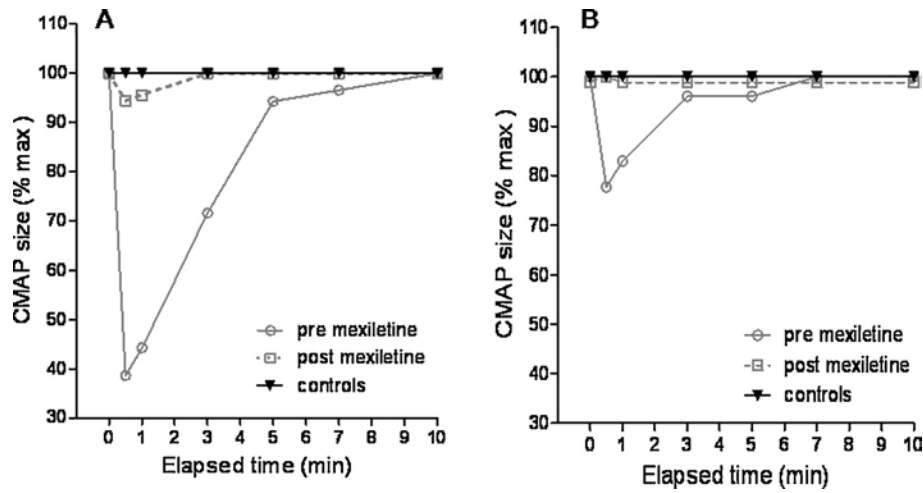 A
110
100
90
80
70
60
50
40
30
CMAP size (% max)
pre mexiletine
post mexiletine
controls
0 1 2 3 4 5 6 7 8 9 10
Elapsed time (min)
B
110
100
90
80
70
60
50
40
30
CMAP size (% max)
pre mexiletine
post mexiletine
controls
0 1 2 3 4 5 6 7 8 9 10
Elapsed time (min)